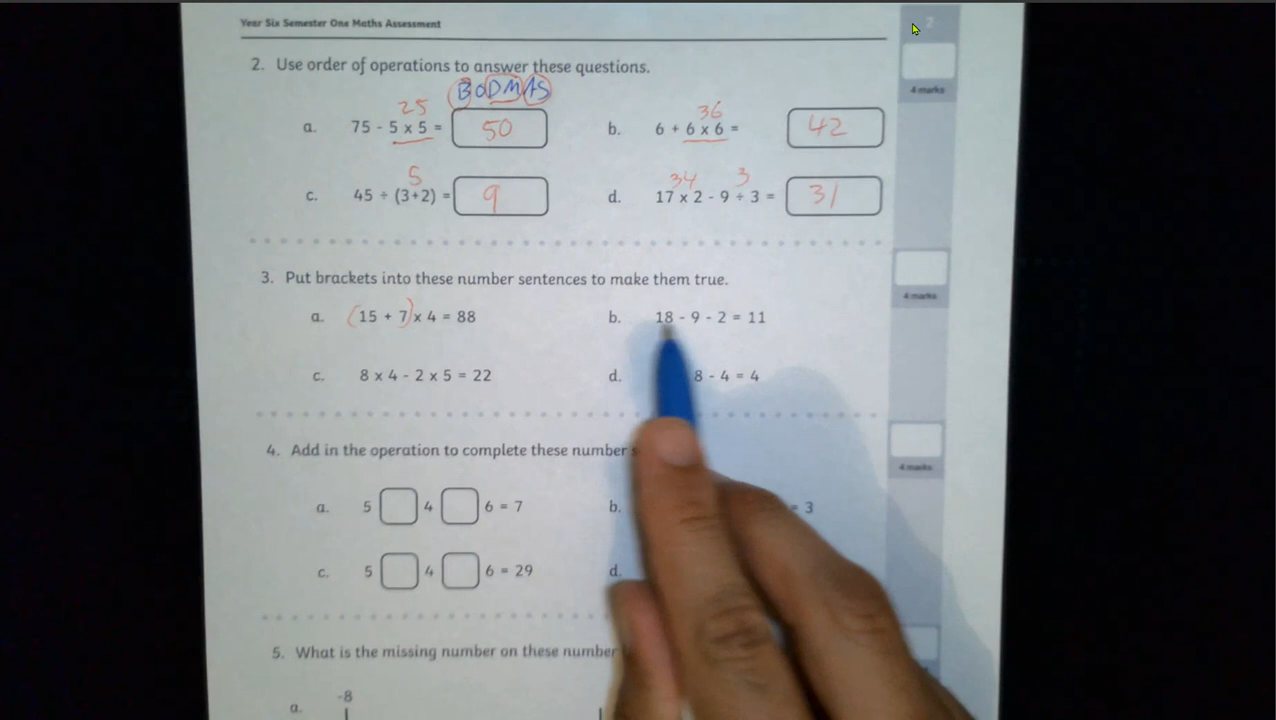 Year Six Semester One Maths Assessment
2
2. Use order of operations to answer these questions.
BODMAS
4 marks
25
a. 75 - 5 x 5 = 50
36
b. 6 + 6 x 6 = 42
5
c. 45 ÷ (3+2) = 9
34 3
d. 17 x 2 - 9 ÷ 3 = 31
3. Put brackets into these number sentences to make them true.
4 marks
a. (15 + 7) x 4 = 88
b. 18 - 9 - 2 = 11
c. 8 x 4 - 2 x 5 = 22
d. 8 - 4 = 4
4. Add in the operation to complete these number
4 marks
a. 5 4 6 = 7
b. = 3
c. 5 4 6 = 29
d.
5. What is the missing number on these number
a. -8